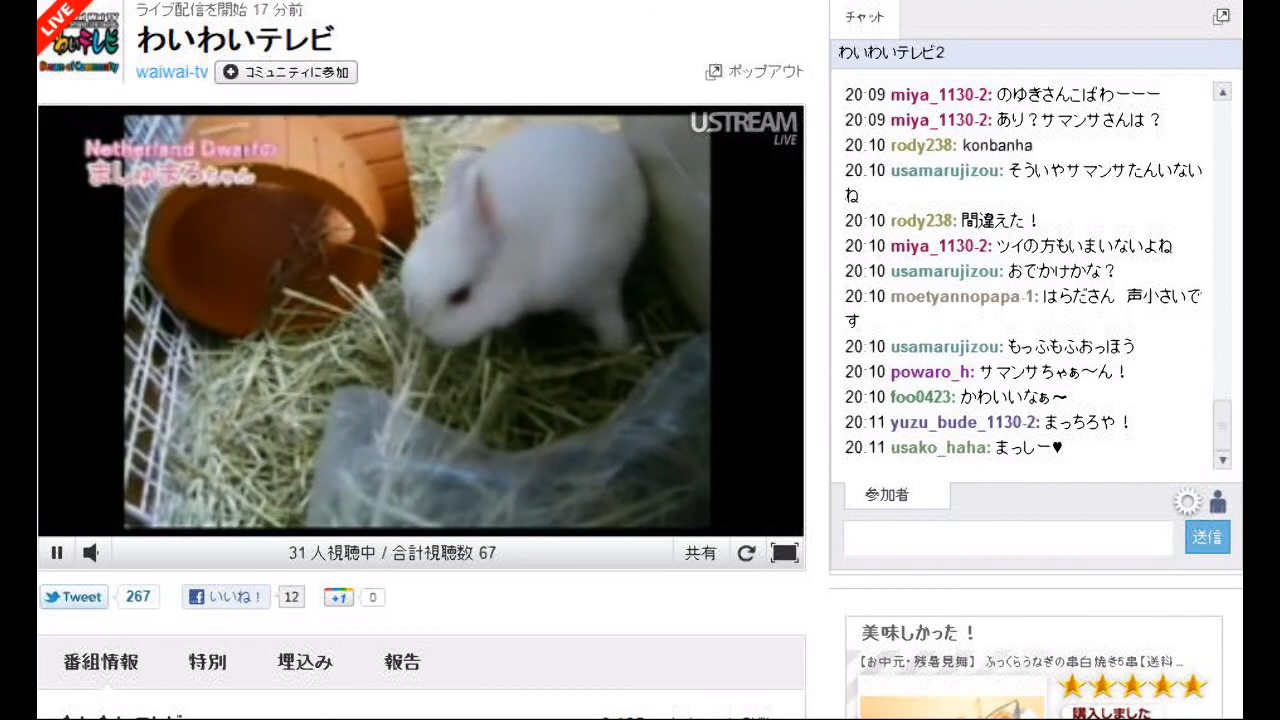 ライブ配信を開始 17 分前
LIVE
わいわいテレビ
waiwai-tv
コミュニティに参加
ポップアウト
USTREAM
LIVE
Netherland Dwarfの
ましゅまろちゃん
31 人視聴中 / 合計視聴数 67
共有
Tweet 267
いいね！ 12
+1 0
番組情報 特別 埋込み 報告
チャット
わいわいテレビ2
20:09 miya_1130-2: のゆきさんこばわーーー
20:09 miya_1130-2: あり？サマンサさんは？
20:10 rody238: konbanha
20:10 usamarujizou: そういやサマンサたんいない
ね
20:10 rody238: 間違えた！
20:10 miya_1130-2: ツイの方もいまいないよね
20:10 usamarujizou: おでかけかな？
20:10 moetyannopapa-1: はらださん　声小さいで
す
20:10 usamarujizou: もっふもふおっほう
20:10 powaro_h: サマンサちゃぁ～ん！
20:10 foo0423: かわいいなぁ～
20:11 yuzu_bude_1130-2: まっちろや！
20:11 usako_haha: まっしー♥
参加者
送信
美味しかった！
【お中元・残暑見舞】 ふっくらうなぎの串白焼き5串【送料...
購入しました